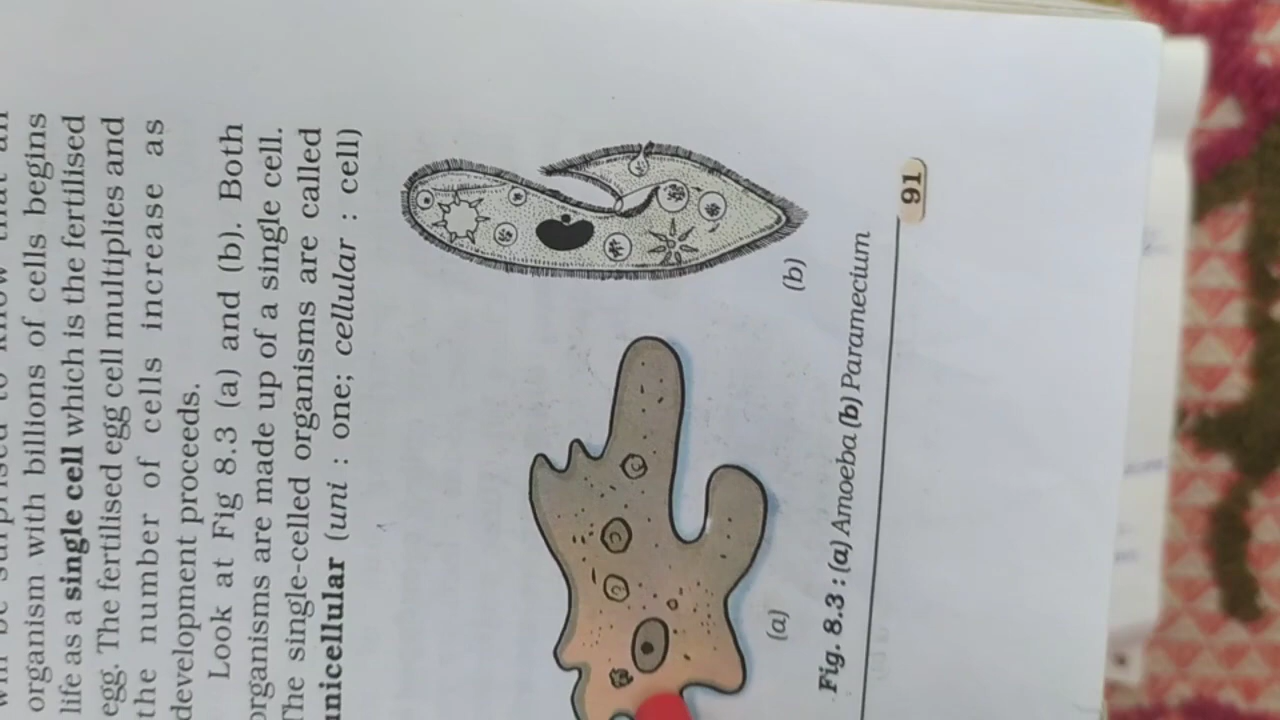 organism with billions of cells begins
life as a single cell which is the fertilised
egg. The fertilised egg cell multiplies and
the number of cells increase as
development proceeds.
Look at Fig 8.3 (a) and (b). Both
organisms are made up of a single cell.
The single-celled organisms are called
unicellular (uni : one; cellular : cell)
(a)
(b)
Fig. 8.3 : (a) Amoeba (b) Paramecium
91